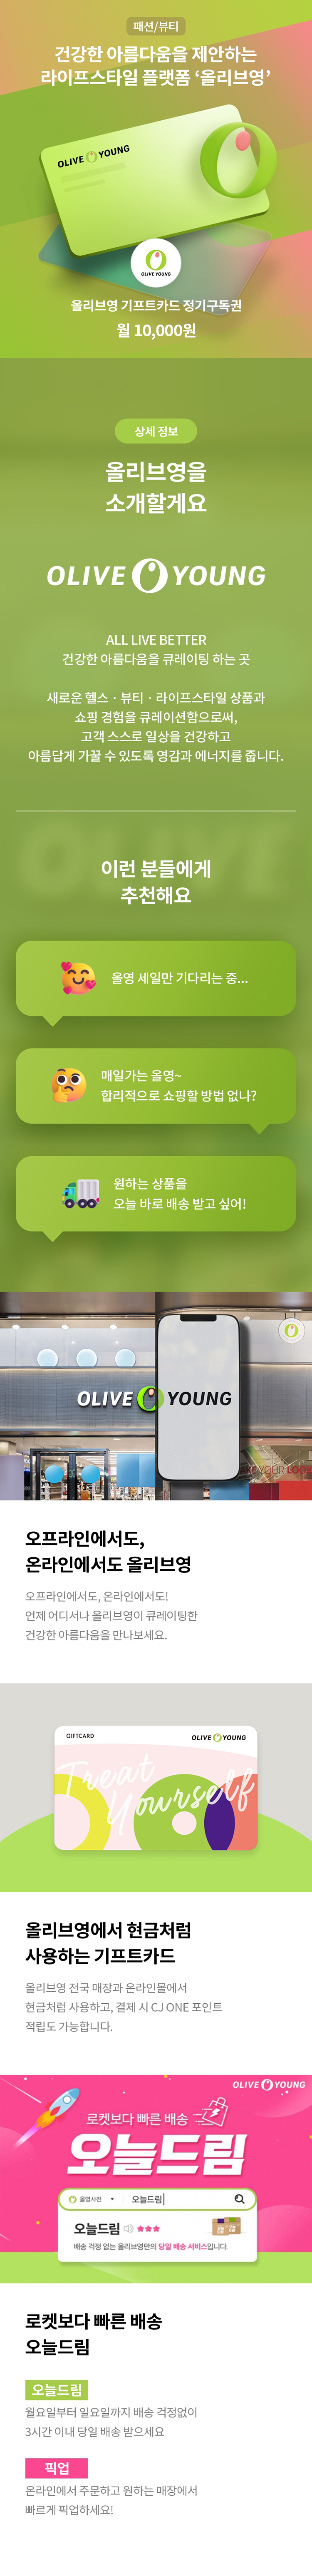 패션/뷰티
건강한 아름다움을 제안하는
라이프스타일 플랫폼 ‘올리브영’
OLIVE YOUNG
OLIVE YOUNG
올리브영 기프트카드 정기구독권
월 10,000원
상세 정보
올리브영을
소개할게요
OLIVE YOUNG
ALL LIVE BETTER
건강한 아름다움을 큐레이팅 하는 곳
새로운 헬스 · 뷰티 · 라이프스타일 상품과
쇼핑 경험을 큐레이션함으로써,
고객 스스로 일상을 건강하고
아름답게 가꿀 수 있도록 영감과 에너지를 줍니다.
이런 분들에게
추천해요
올영 세일만 기다리는 중...
매일가는 올영~
합리적으로 쇼핑할 방법 없나?
원하는 상품을
오늘 바로 배송 받고 싶어!
OLIVE YOUNG
오프라인에서도,
온라인에서도 올리브영
오프라인에서도, 온라인에서도!
언제 어디서나 올리브영이 큐레이팅한
건강한 아름다움을 만나보세요.
GIFTCARD
OLIVE YOUNG
Treat
Yourself
올리브영에서 현금처럼
사용하는 기프트카드
올리브영 전국 매장과 온라인몰에서
현금처럼 사용하고, 결제 시 CJ ONE 포인트
적립도 가능합니다.
OLIVE YOUNG
로켓보다 빠른 배송
오늘드림
올영사전
오늘드림
오늘드림
배송 걱정 없는 올리브영만의 당일 배송 서비스입니다.
로켓보다 빠른 배송
오늘드림
오늘드림
월요일부터 일요일까지 배송 걱정없이
3시간 이내 당일 배송 받으세요
픽업
온라인에서 주문하고 원하는 매장에서
빠르게 픽업하세요!